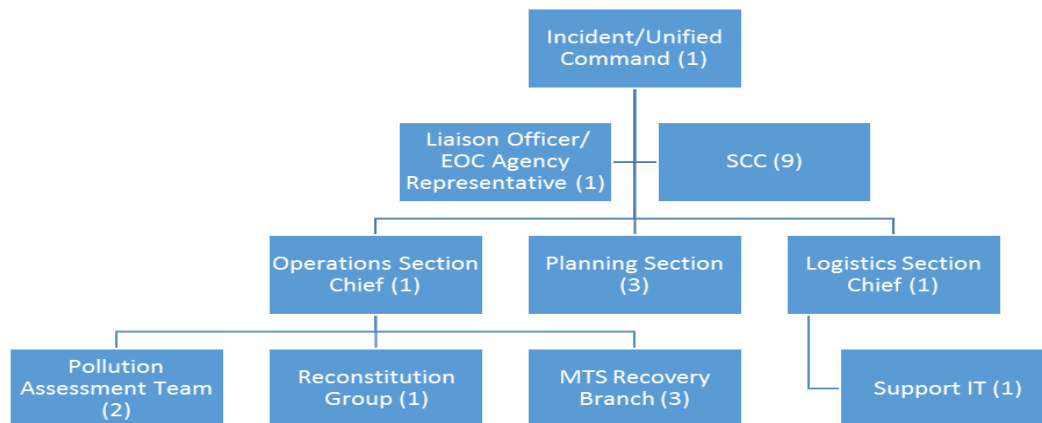 Incident/Unified
Command (1)
Liaison Officer/
EOC Agency
Representative (1)
SCC (9)
Operations Section
Chief (1)
Planning Section
(3)
Logistics Section
Chief (1)
Pollution
Assessment Team
(2)
Reconstitution
Group (1)
MTS Recovery
Branch (3)
Support IT (1)